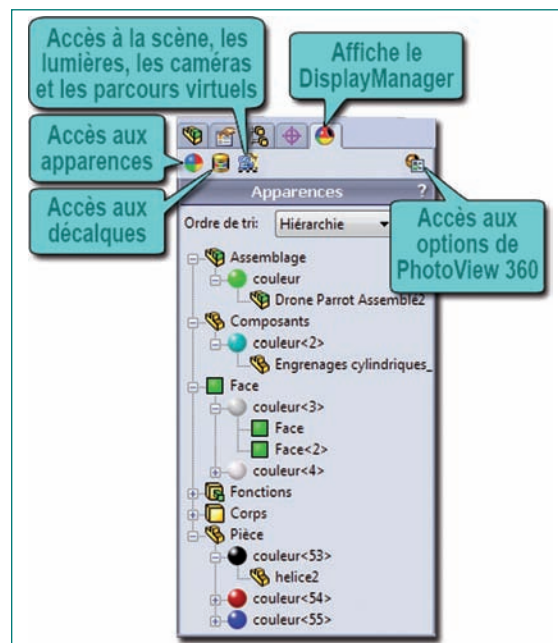 Accès à la scène, les
lumières, les caméras
et les parcours virtuels
Affiche le
DisplayManager
Accès aux
apparences
Accès aux
décalques
Accès aux
options de
PhotoView 360
Apparences ?
Ordre de tri: Hiérarchie
Assemblage
couleur
Drone Parrot Assemblé2
Composants
couleur<2>
Engrenages cylindriques_
Face
couleur<3>
Face
Face<2>
couleur<4>
Fonctions
Corps
Pièce
couleur<53>
helice2
couleur<54>
couleur<55>